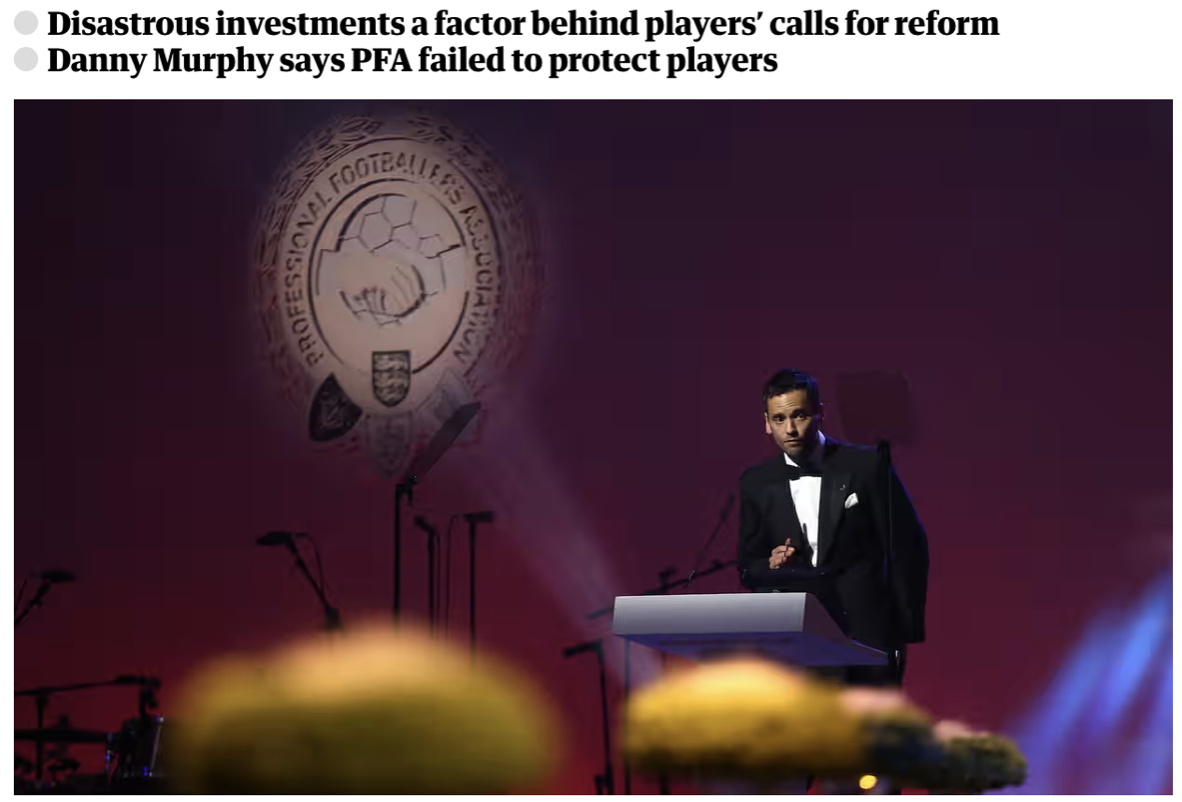 Disastrous investments a factor behind players’ calls for reform
Danny Murphy says PFA failed to protect players
PROFESSIONAL FOOTBALLERS ASSOCIATION